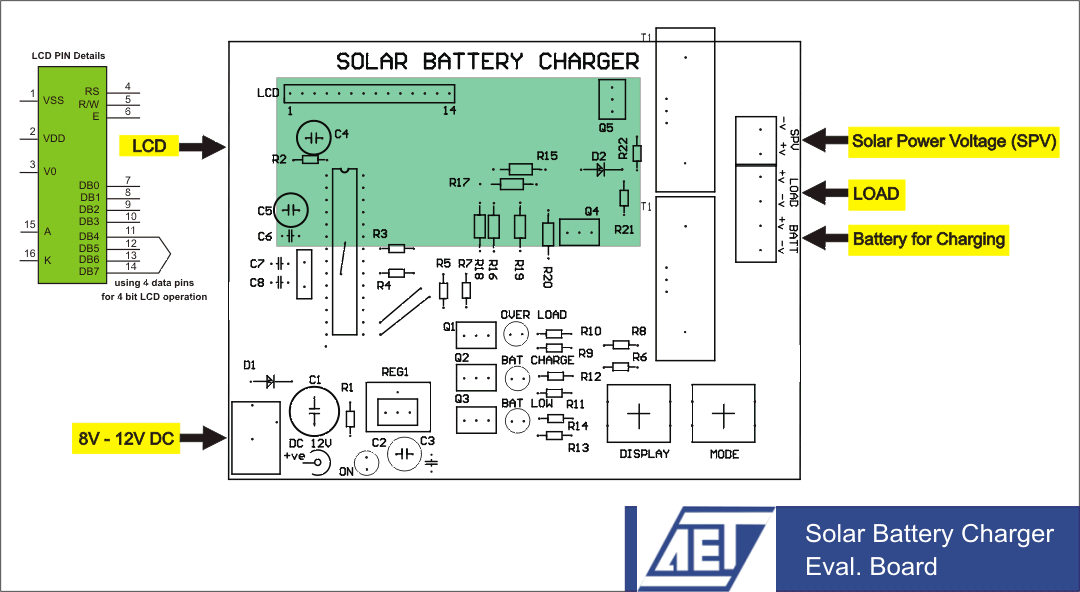 LCD PIN Details
1 VSS
2 VDD
3 V0
15 A
16 K
RS 4
R/W 5
E 6
DB0 7
DB1 8
DB2 9
DB3 10
DB4 11
DB5 12
DB6 13
DB7 14
using 4 data pins
for 4 bit LCD operation
LCD
8V - 12V DC
SOLAR BATTERY CHARGER
LCD
1 14
C4
R2
Q5
R22
D2
R15
R17
C5
C6
Q4
R21
R18
R16
R19
R20
R3
R4
C7
C8
R5 R7
T1
T1
-v
+v
SPV
+v
-v
LOAD
+v
-v
BATT
Solar Power Voltage (SPV)
LOAD
Battery for Charging
OVER LOAD
Q1
R10
R9
R8
R6
Q2
BAT CHARGE
R12
Q3
BAT LOW
R11
R14
R13
D1
C1
R1
REG1
DC 12V
+ve
ON
C2
C3
DISPLAY
MODE
AET
Solar Battery Charger
Eval. Board